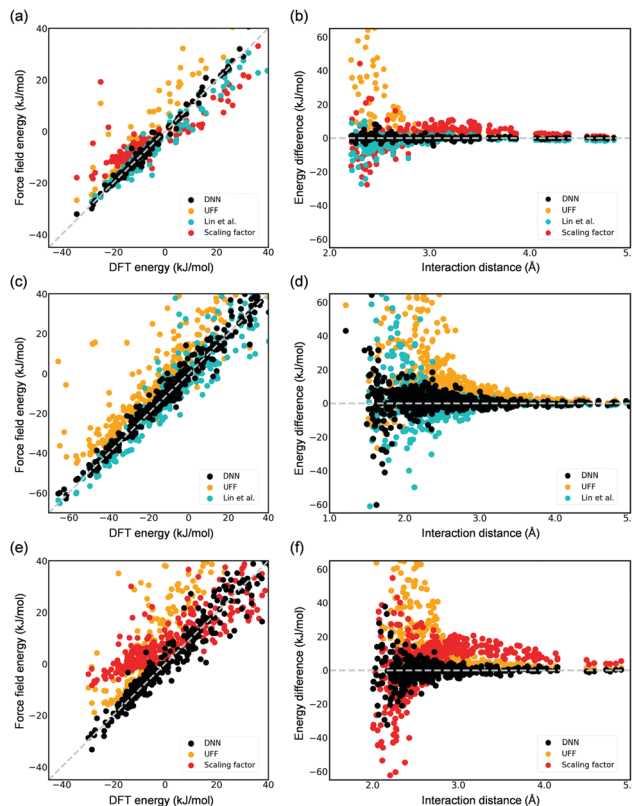 (a)
40
20
0
−20
−40
Force field energy (kJ/mol)
DNN
UFF
Lin et al.
Scaling factor
−40 −20 0 20 40
DFT energy (kJ/mol)
(b)
60
40
20
0
−20
−40
−60
Energy difference (kJ/mol)
DNN
UFF
Lin et al.
Scaling factor
2.0 3.0 4.0 5.
Interaction distance (Å)
(c)
40
20
0
−20
−40
−60
Force field energy (kJ/mol)
DNN
UFF
Lin et al.
−60 −40 −20 0 20 40
DFT energy (kJ/mol)
(d)
60
40
20
0
−20
−40
−60
Energy difference (kJ/mol)
DNN
UFF
Lin et al.
1.0 2.0 3.0 4.0 5.
Interaction distance (Å)
(e)
40
20
0
−20
−40
Force field energy (kJ/mol)
DNN
UFF
Scaling factor
−40 −20 0 20 40
DFT energy (kJ/mol)
(f)
60
40
20
0
−20
−40
−60
Energy difference (kJ/mol)
DNN
UFF
Scaling factor
2.0 3.0 4.0 5.
Interaction distance (Å)